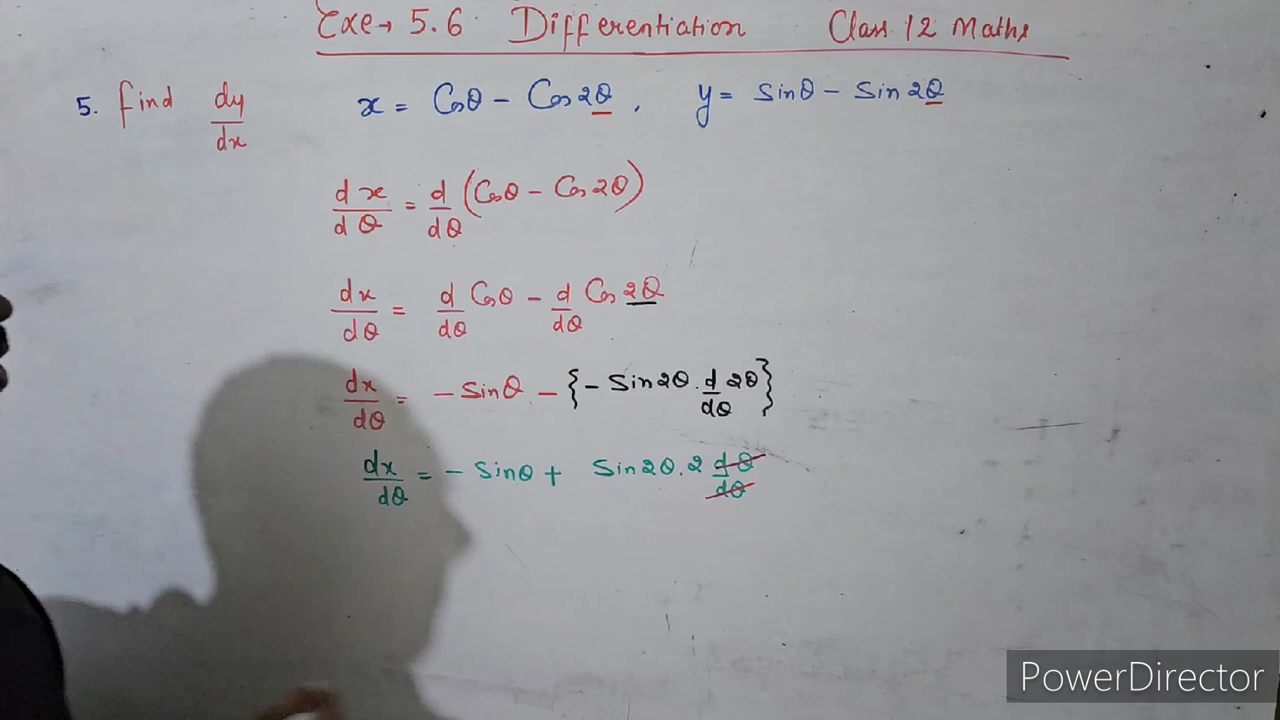 Exe→ 5.6 Differentiation Class 12 Maths
5. find dy/dx x = Cosθ - Cos2θ, y = Sinθ - Sin2θ
dx/dθ = d/dθ (Cosθ - Cos2θ)
dx/dθ = d/dθ Cosθ - d/dθ Cos2θ
dx/dθ = - Sinθ - {- Sin2θ. d/dθ 2θ}
dx/dθ = - Sinθ + Sin2θ.2 dθ/dθ
PowerDirector